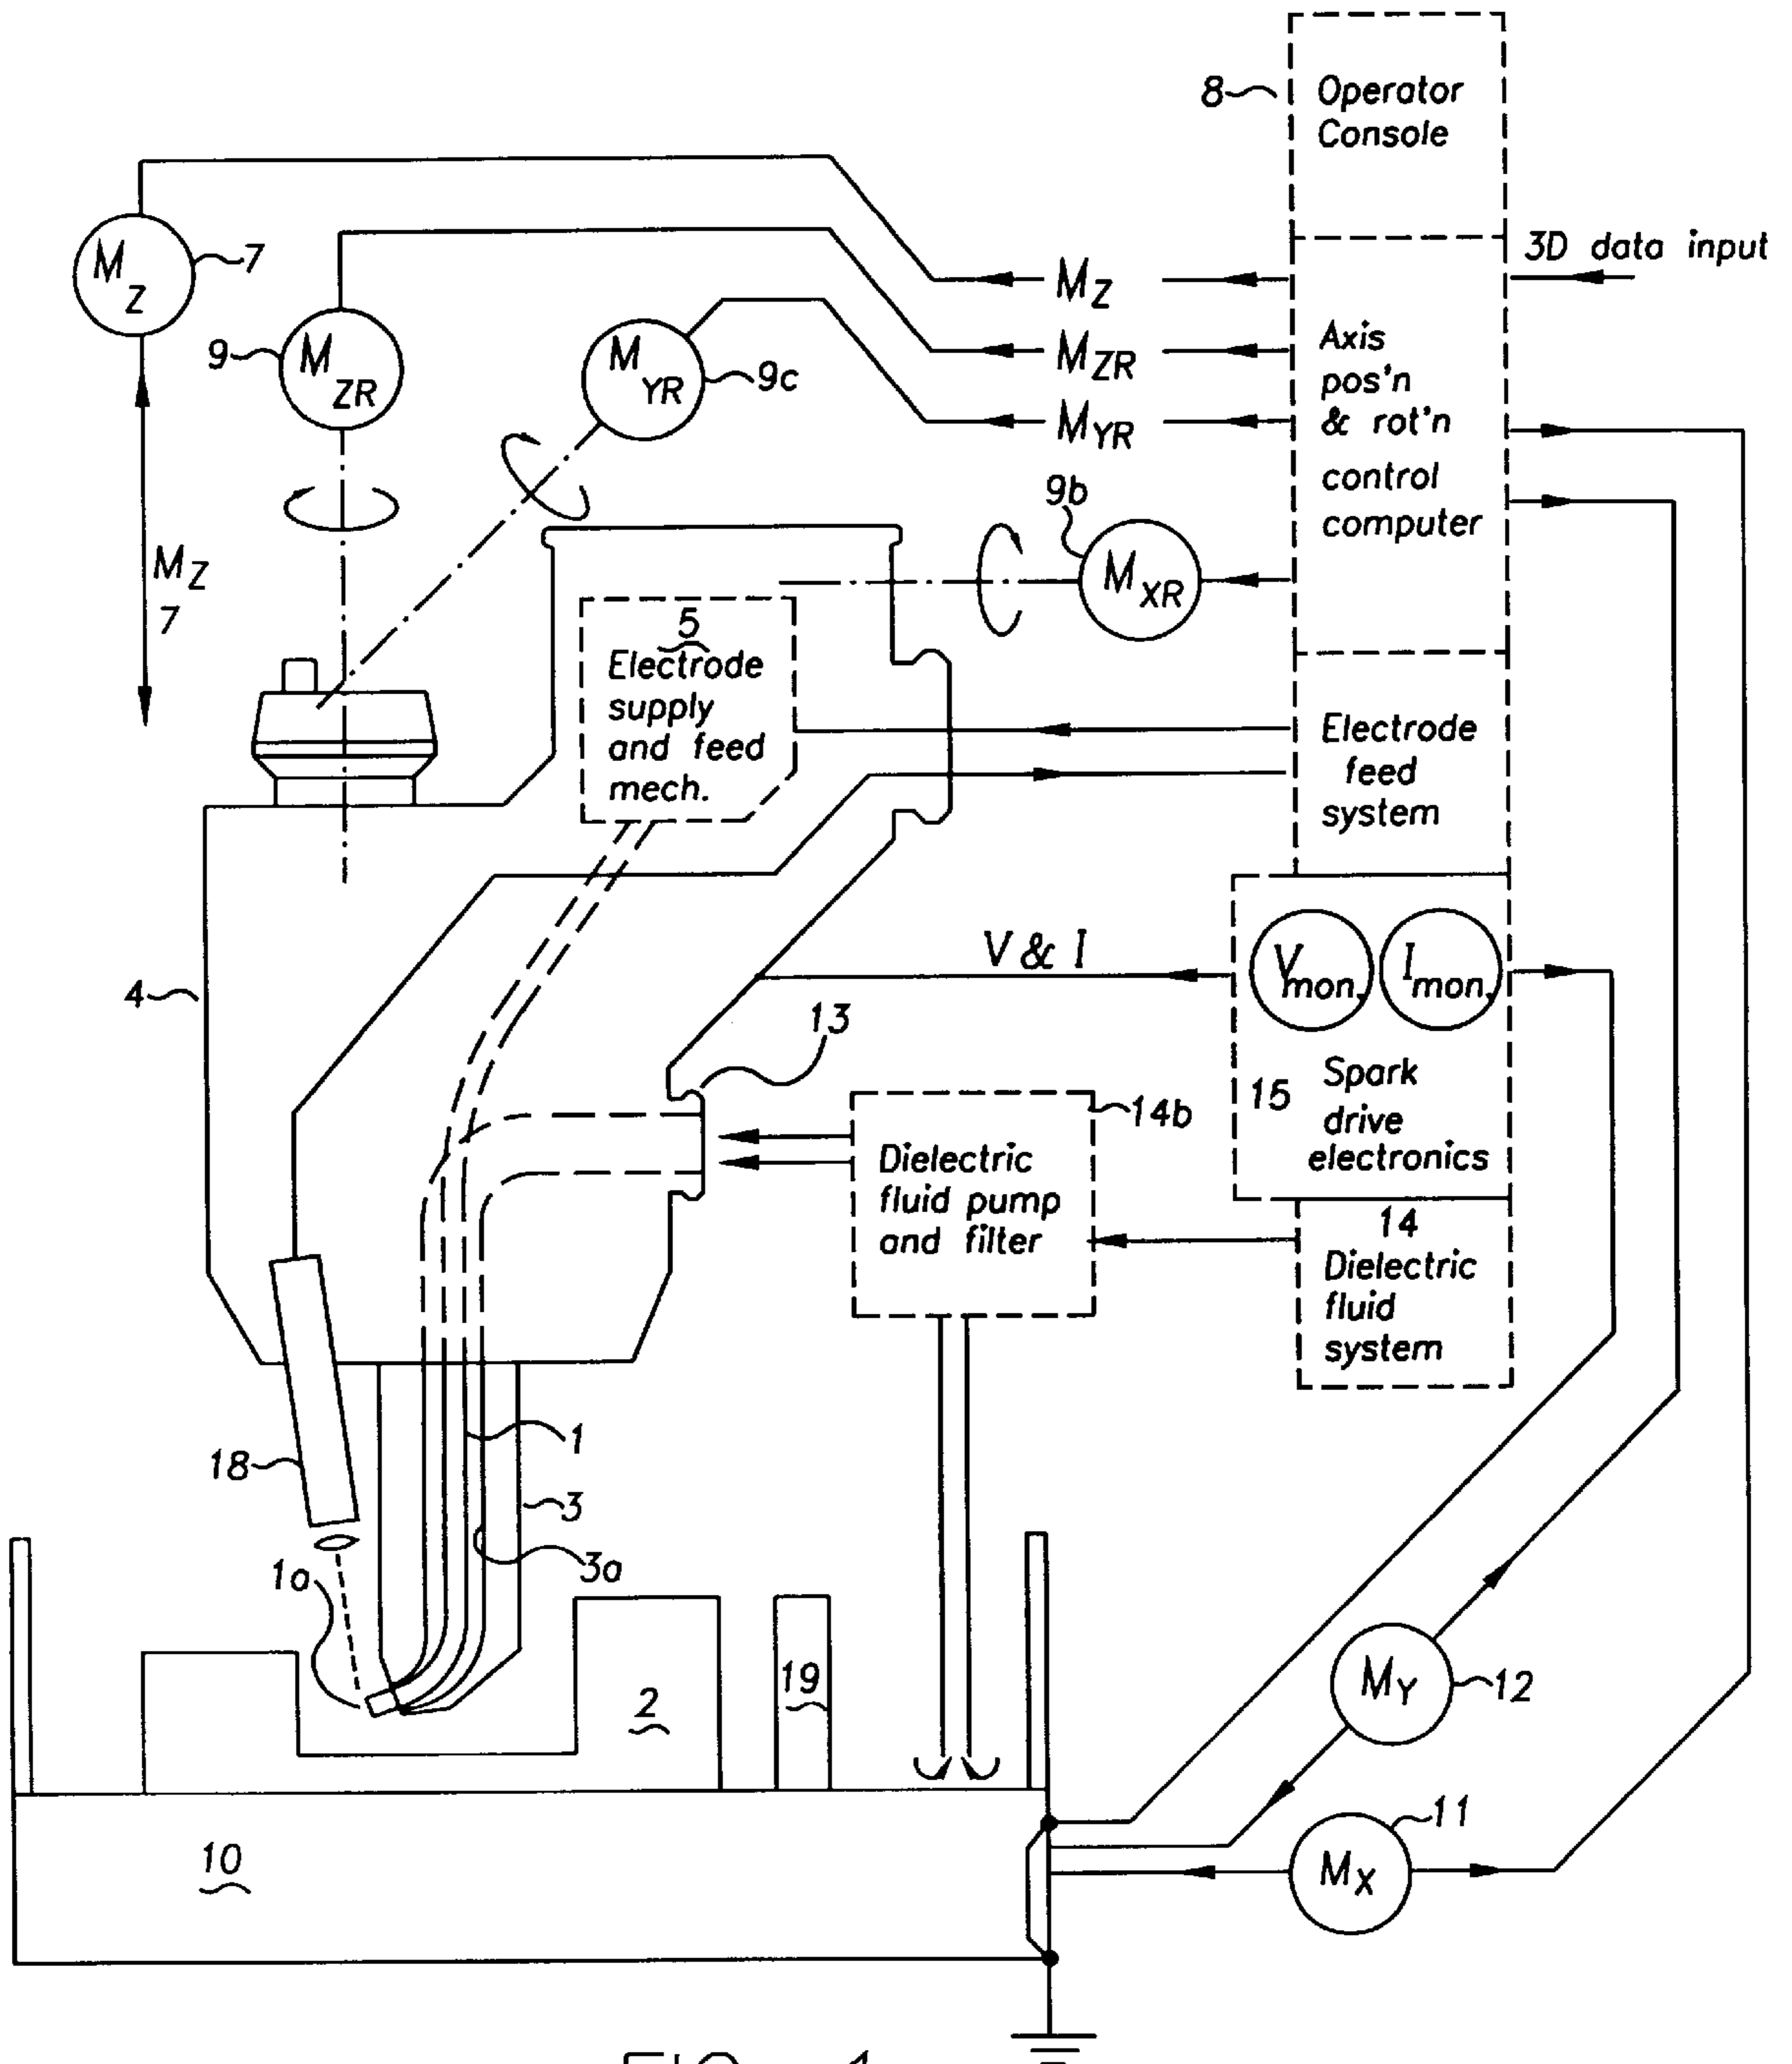 8
Operator
Console
3D data input
M Z
7
M Z
M ZR
9
M ZR
M YR
9c
M YR
Axis
pos'n
& rot'n
control
computer
9b
M XR
M Z
7
5
Electrode
supply
and feed
mech.
Electrode
feed
system
V & I
V mon.
I mon.
4
13
15
Spark
drive
electronics
14b
Dielectric
fluid pump
and filter
14
Dielectric
fluid
system
1
18
3
3a
1a
2
19
M Y
12
10
11
M X